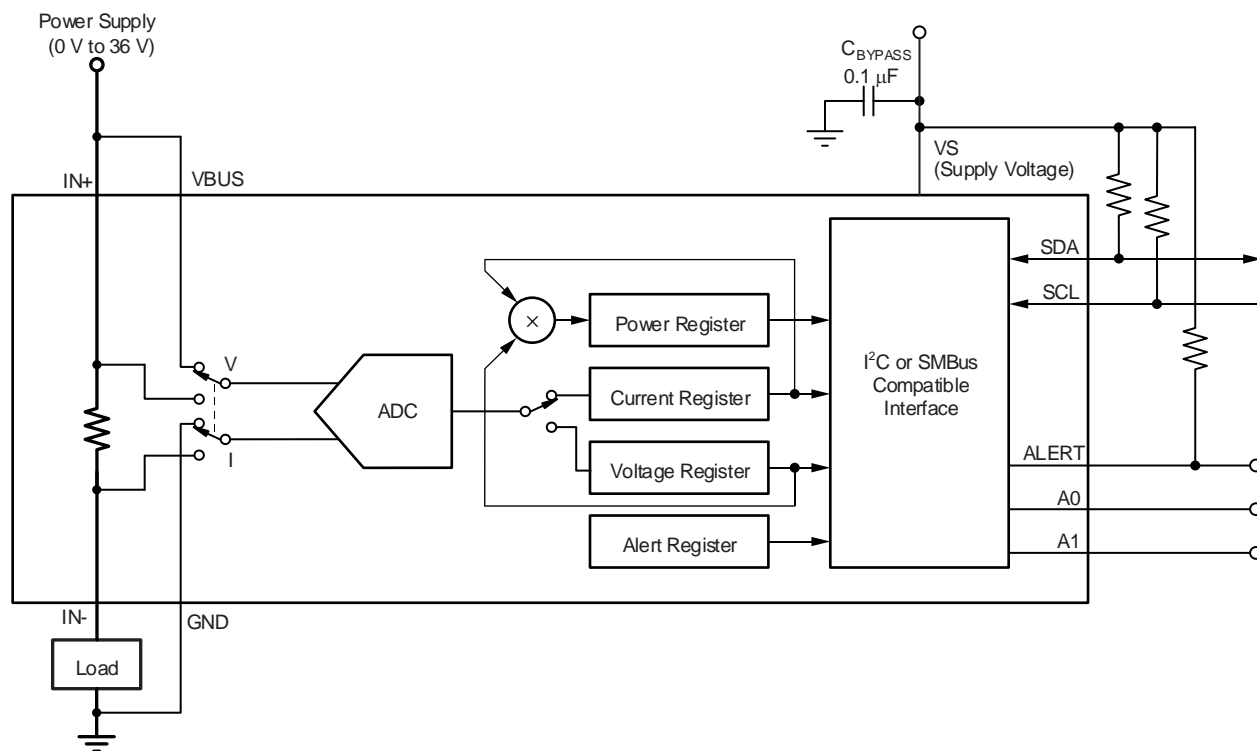 Power Supply
(0 V to 36 V)
C_BYPASS
0.1 μF
VS
(Supply Voltage)
IN+
VBUS
SDA
SCL
V
I
ADC
×
Power Register
Current Register
Voltage Register
Alert Register
I²C or SMBus
Compatible
Interface
ALERT
A0
A1
IN-
GND
Load